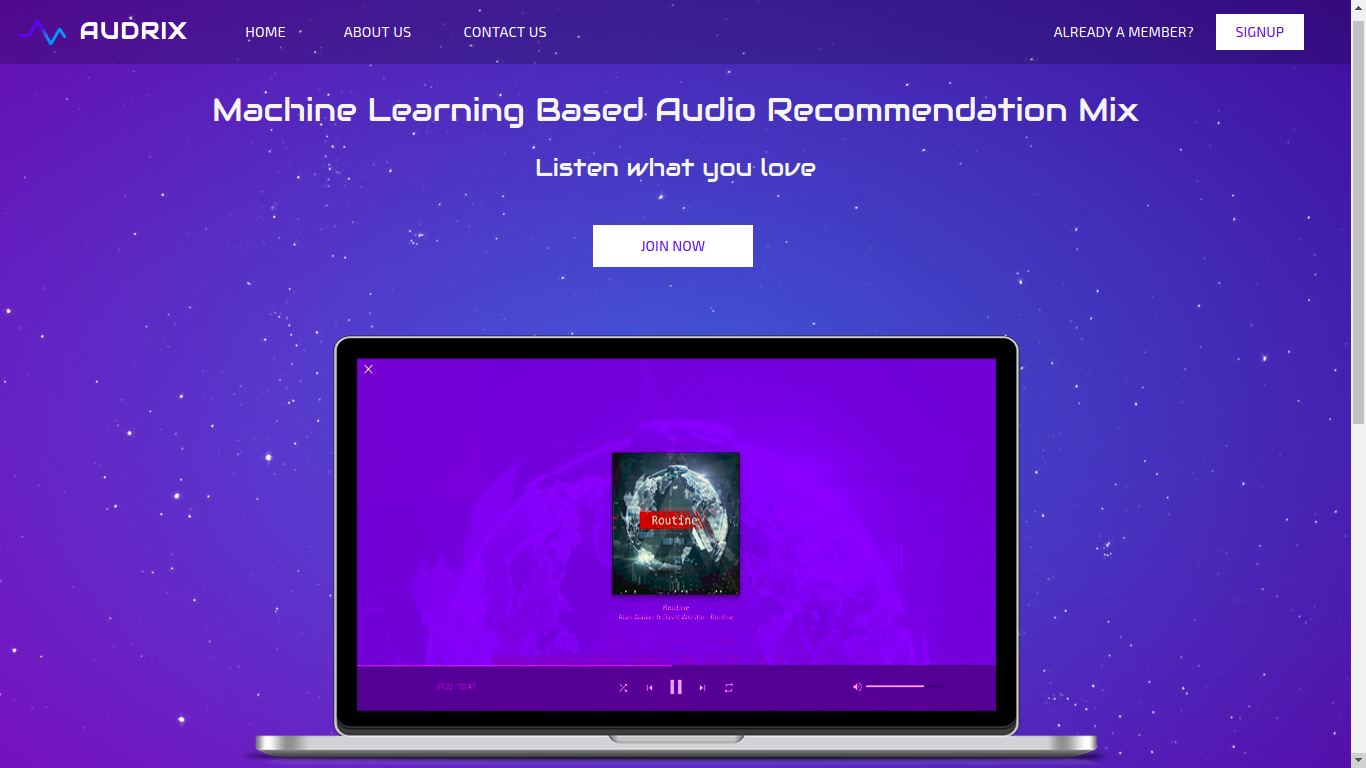 AUDRIX
HOME
ABOUT US
CONTACT US
ALREADY A MEMBER?
SIGNUP
Machine Learning Based Audio Recommendation Mix
Listen what you love
JOIN NOW
Routine
Routine
Alan Walker & David Whistle - Routine
01:22 02:47